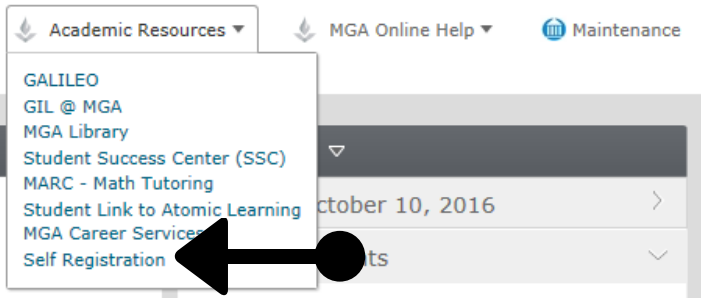 Academic Resources MGA Online Help Maintenance
GALILEO
GIL @ MGA
MGA Library
Student Success Center (SSC)
MARC - Math Tutoring
Student Link to Atomic Learning
MGA Career Services
Self Registration
ctober 10, 2016
ts